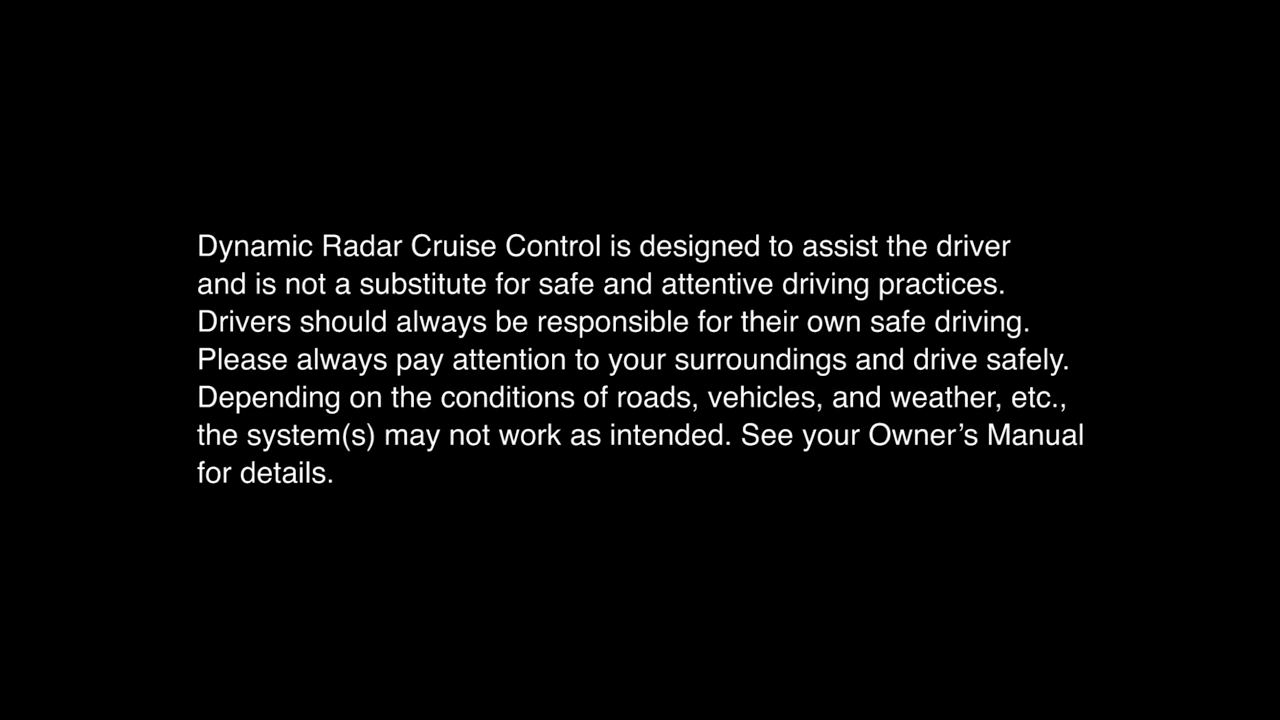 Dynamic Radar Cruise Control is designed to assist the driver
and is not a substitute for safe and attentive driving practices.
Drivers should always be responsible for their own safe driving.
Please always pay attention to your surroundings and drive safely.
Depending on the conditions of roads, vehicles, and weather, etc.,
the system(s) may not work as intended. See your Owner’s Manual
for details.